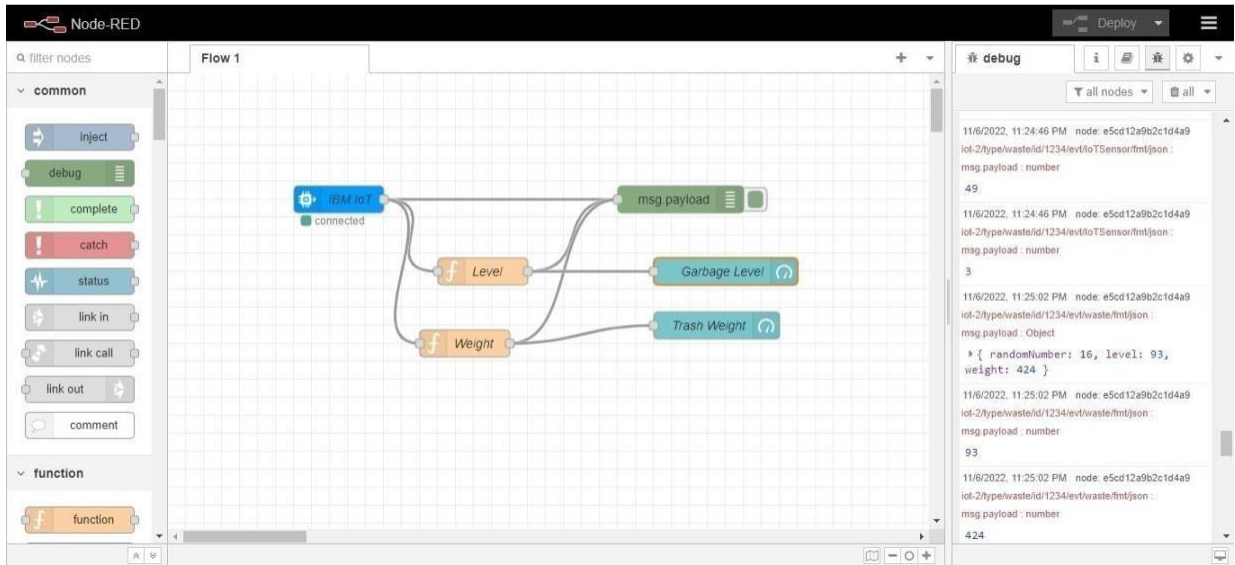 Node-RED
Deploy
filter nodes
Flow 1
debug
i
common
all nodes
all
inject
debug
complete
catch
status
link in
link call
link out
comment
function
function
IBM IoT
connected
msg.payload
Level
Garbage Level
Weight
Trash Weight
11/6/2022, 11:24:46 PM node: e5cd12a9b2c1d4a9
iot-2/type/waste/id/1234/evt/IoTSensor/fmt/json :
msg.payload : number
49
11/6/2022, 11:24:46 PM node: e5cd12a9b2c1d4a9
iot-2/type/waste/id/1234/evt/IoTSensor/fmt/json :
msg.payload : number
3
11/6/2022, 11:25:02 PM node: e5cd12a9b2c1d4a9
iot-2/type/waste/id/1234/evt/waste/fmt/json :
msg.payload : Object
{ randomNumber: 16, level: 93,
weight: 424 }
11/6/2022, 11:25:02 PM node: e5cd12a9b2c1d4a9
iot-2/type/waste/id/1234/evt/waste/fmt/json :
msg.payload : number
93
11/6/2022, 11:25:02 PM node: e5cd12a9b2c1d4a9
iot-2/type/waste/id/1234/evt/waste/fmt/json :
msg.payload : number
424